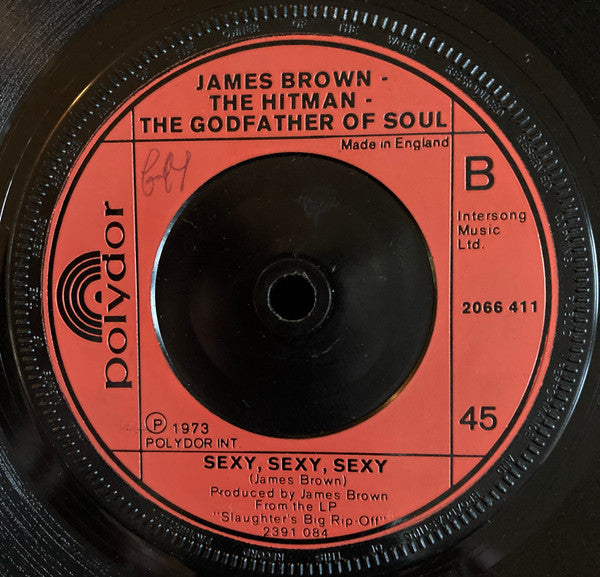 JAMES BROWN -
THE HITMAN -
THE GODFATHER OF SOUL
Made in England
B
Intersong
Music
Ltd.
polydor
2066 411
45
Ⓟ 1973
POLYDOR INT.
SEXY, SEXY, SEXY
(James Brown)
Produced by James Brown
From the LP
"Slaughter's Big Rip-Off"
2391 084